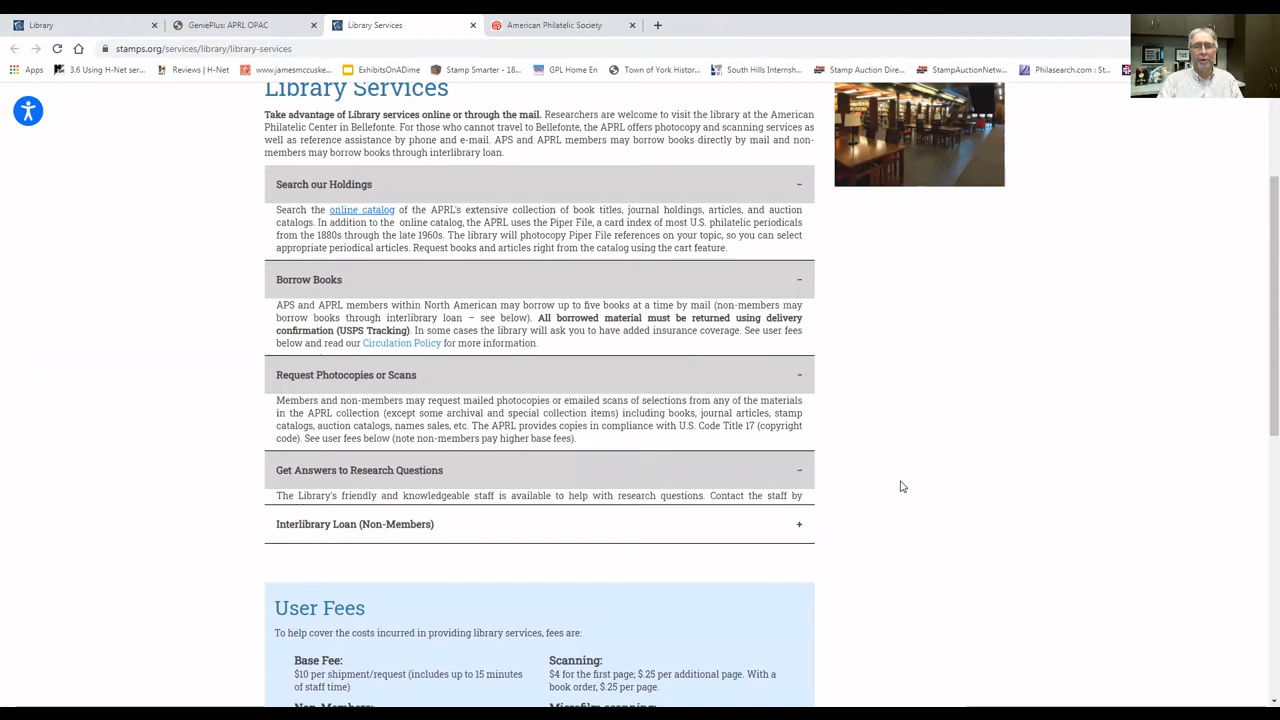 Library
GeniePlus: APRL OPAC
Library Services
American Philatelic Society
stamps.org/services/library/library-services
Apps
3.6 Using H-Net ser...
Reviews | H-Net
www.jamesmccuske...
ExhibitsOnADime
Stamp Smarter - 18...
GPL Home En
Town of York Histor...
South Hills Internsh...
Stamp Auction Dire...
StampAuctionNetw...
Philasearch.com : St...
Library Services
Take advantage of Library services online or through the mail. Researchers are welcome to visit the library at the American
Philatelic Center in Bellefonte. For those who cannot travel to Bellefonte, the APRL offers photocopy and scanning services as
well as reference assistance by phone and e-mail. APS and APRL members may borrow books directly by mail and non-
members may borrow books through interlibrary loan.
Search our Holdings
Search the online catalog of the APRL's extensive collection of book titles, journal holdings, articles, and auction
catalogs. In addition to the online catalog, the APRL uses the Piper File, a card index of most U.S. philatelic periodicals
from the 1880s through the late 1960s. The library will photocopy Piper File references on your topic, so you can select
appropriate periodical articles. Request books and articles right from the catalog using the cart feature.
Borrow Books
APS and APRL members within North American may borrow up to five books at a time by mail (non-members may
borrow books through interlibrary loan – see below). All borrowed material must be returned using delivery
confirmation (USPS Tracking). In some cases the library will ask you to have added insurance coverage. See user fees
below and read our Circulation Policy for more information.
Request Photocopies or Scans
Members and non-members may request mailed photocopies or emailed scans of selections from any of the materials
in the APRL collection (except some archival and special collection items) including books, journal articles, stamp
catalogs, auction catalogs, names sales, etc. The APRL provides copies in compliance with U.S. Code Title 17 (copyright
code). See user fees below (note non-members pay higher base fees).
Get Answers to Research Questions
The Library's friendly and knowledgeable staff is available to help with research questions. Contact the staff by
Interlibrary Loan (Non-Members)
User Fees
To help cover the costs incurred in providing library services, fees are:
Base Fee:
$10 per shipment/request (includes up to 15 minutes
of staff time)
Scanning:
$4 for the first page; $.25 per additional page. With a
book order, $.25 per page.
Non-Members:
Microfilm scanning: